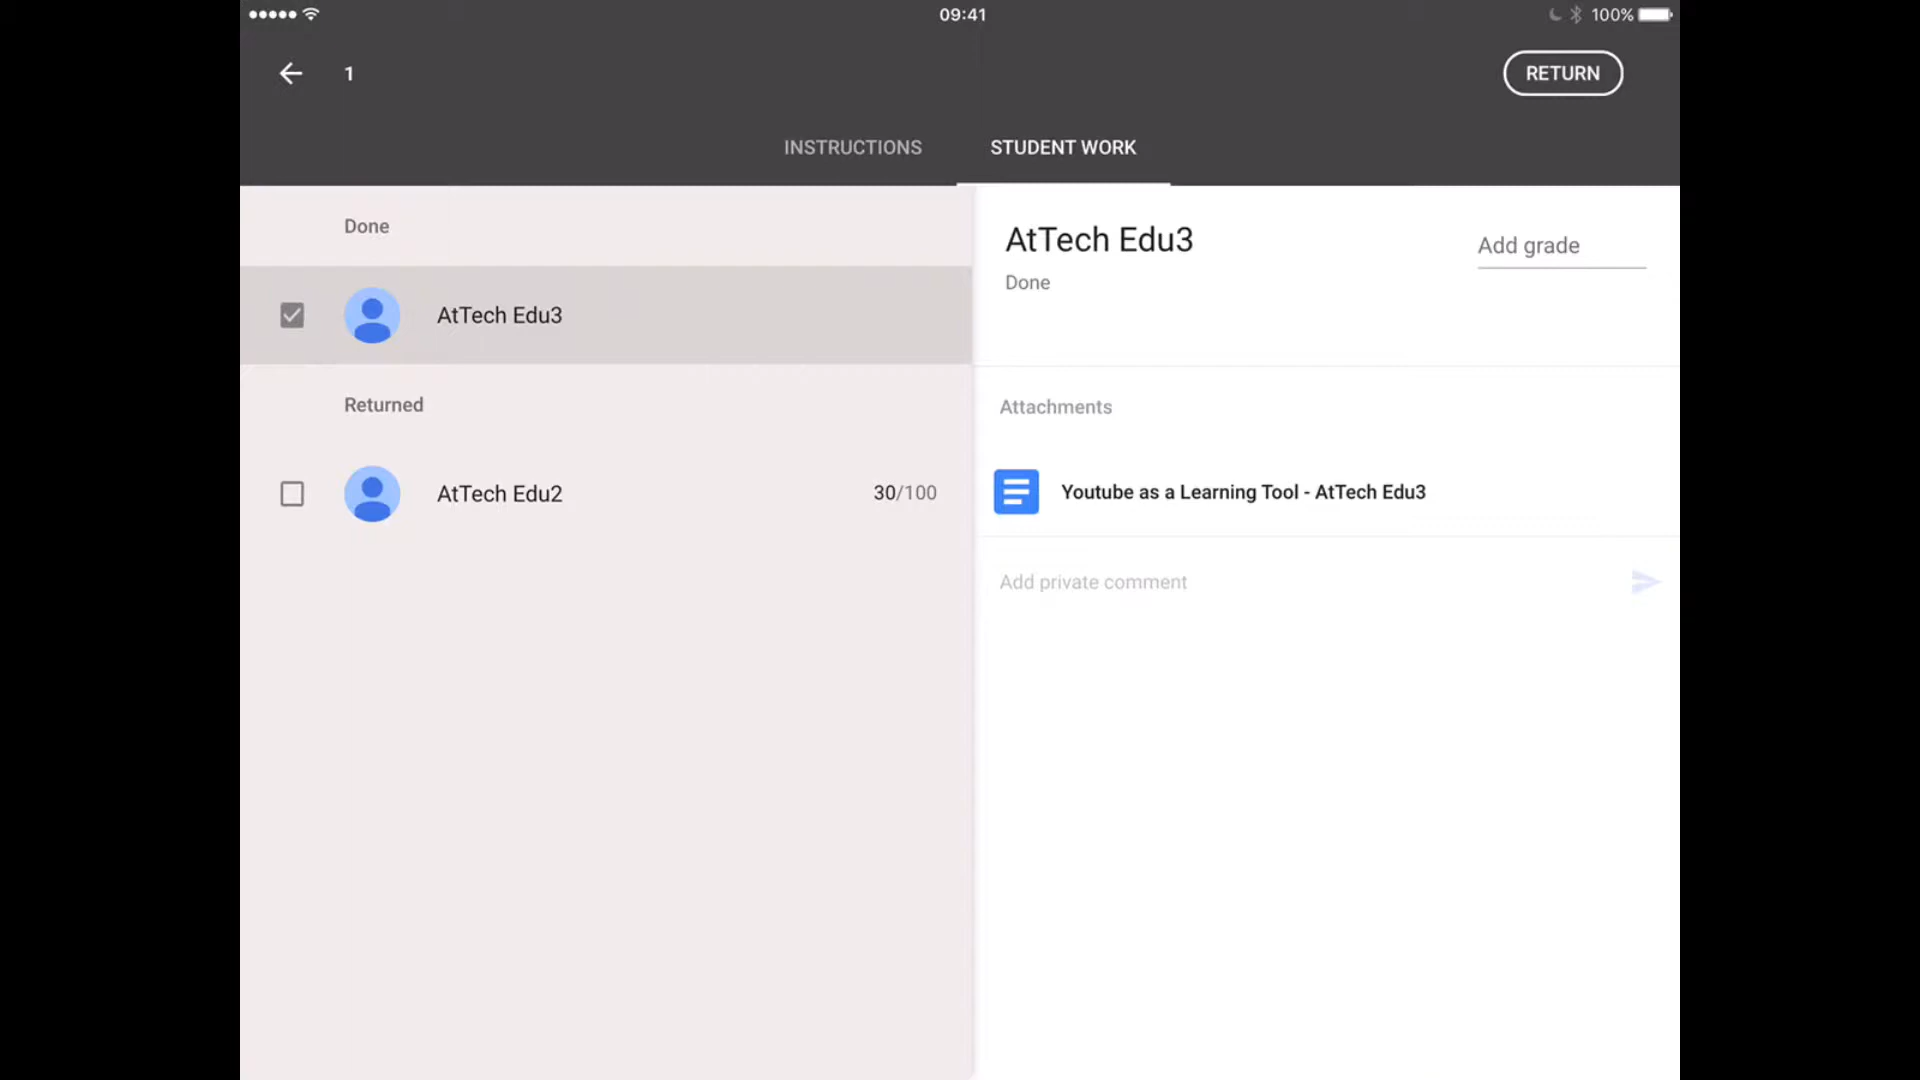 09:41
100%
1
RETURN
INSTRUCTIONS
STUDENT WORK
Done
AtTech Edu3
Returned
AtTech Edu2
30/100
AtTech Edu3
Add grade
Done
Attachments
Youtube as a Learning Tool - AtTech Edu3
Add private comment